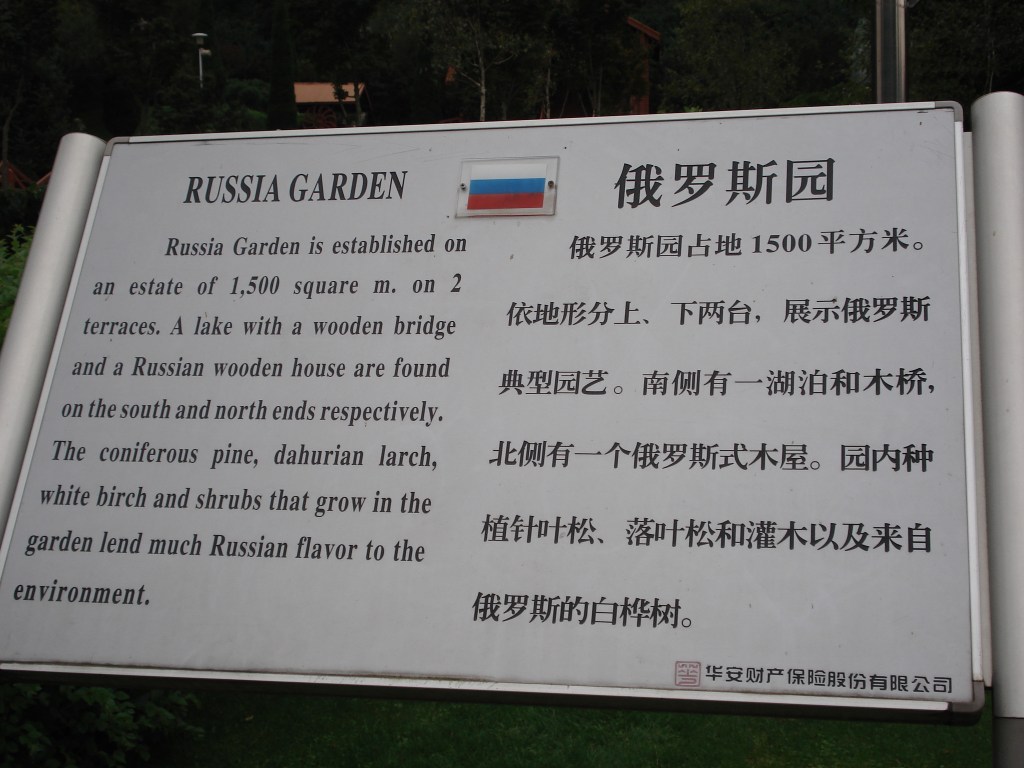 RUSSIA GARDEN
Russia Garden is established on
an estate of 1,500 square m. on 2
terraces. A lake with a wooden bridge
and a Russian wooden house are found
on the south and north ends respectively.
The coniferous pine, dahurian larch,
white birch and shrubs that grow in the
garden lend much Russian flavor to the
environment.
俄罗斯园
俄罗斯园占地1500平方米。
依地形分上、下两台，展示俄罗斯
典型园艺。南侧有一湖泊和木桥，
北侧有一个俄罗斯式木屋。园内种
植针叶松、落叶松和灌木以及来自
俄罗斯的白桦树。
华安财产保险股份有限公司